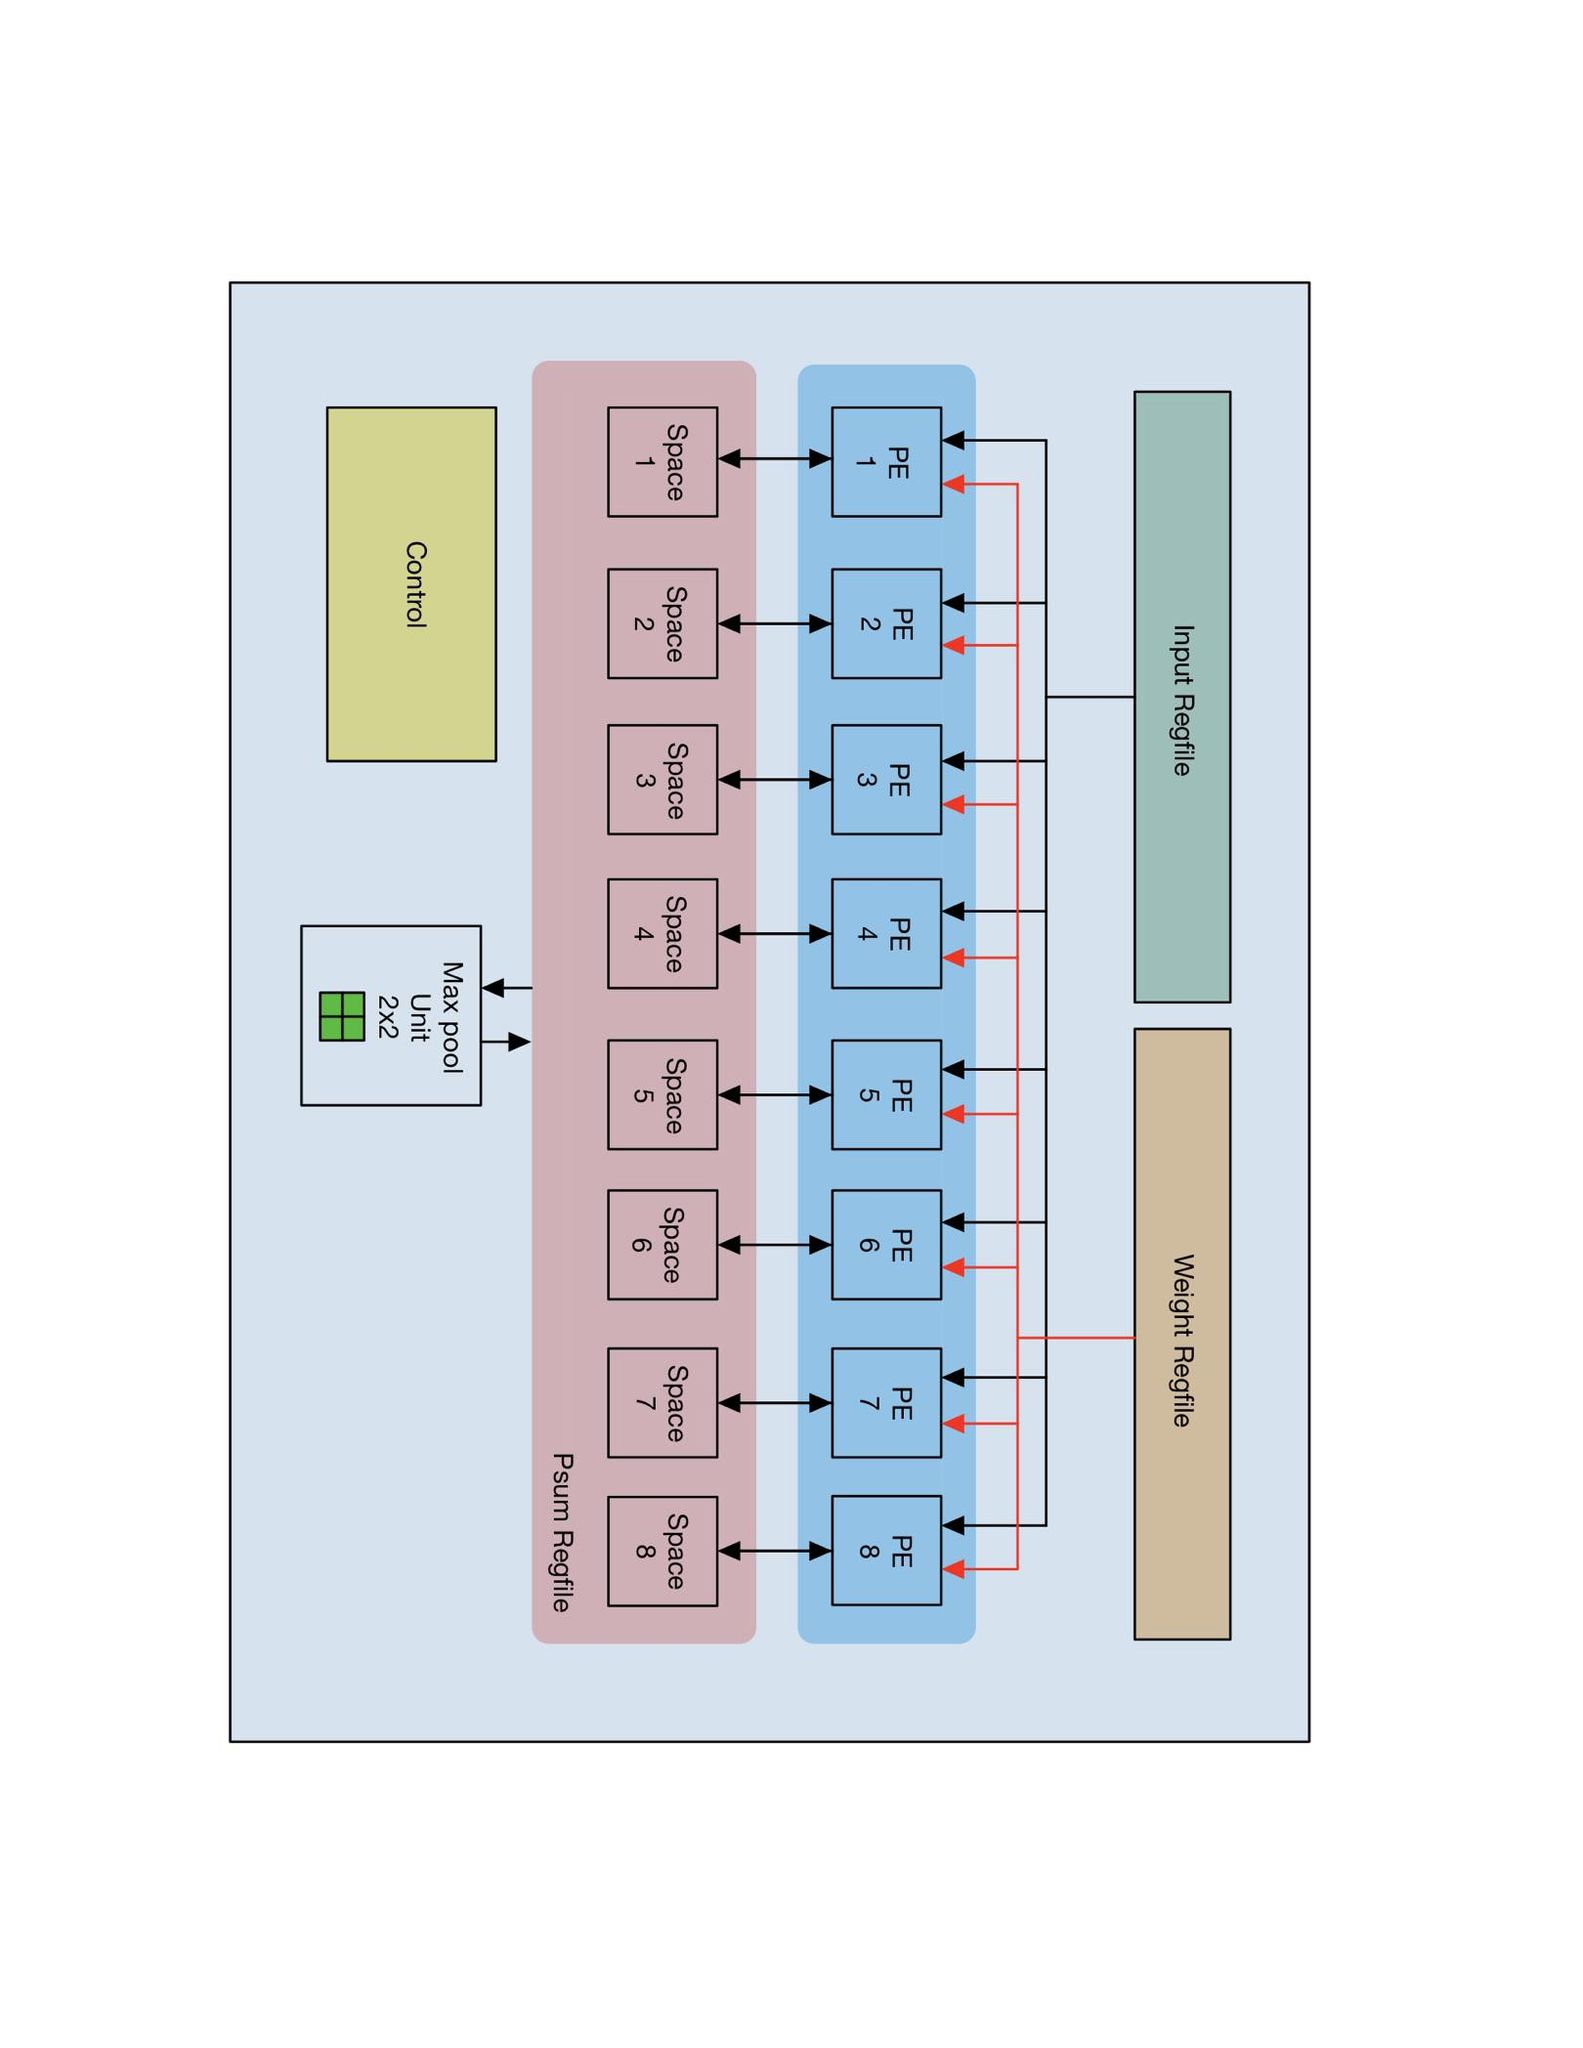 Input Regfile
Weight Regfile
PE
1
PE
2
PE
3
PE
4
PE
5
PE
6
PE
7
PE
8
Space
1
Space
2
Space
3
Space
4
Space
5
Space
6
Space
7
Space
8
Psum Regfile
Control
Max pool
Unit
2x2